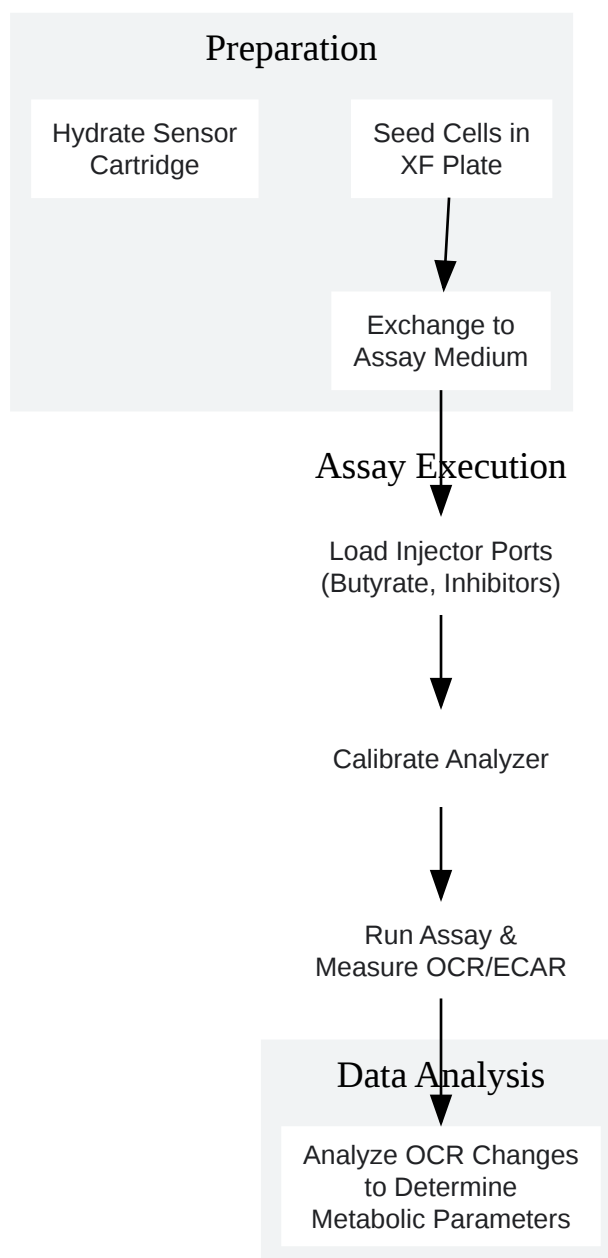 Preparation
Hydrate Sensor
Cartridge
Seed Cells in
XF Plate
Exchange to
Assay Medium
Assay Execution
Load Injector Ports
(Butyrate, Inhibitors)
Calibrate Analyzer
Run Assay &
Measure OCR/ECAR
Data Analysis
Analyze OCR Changes
to Determine
Metabolic Parameters